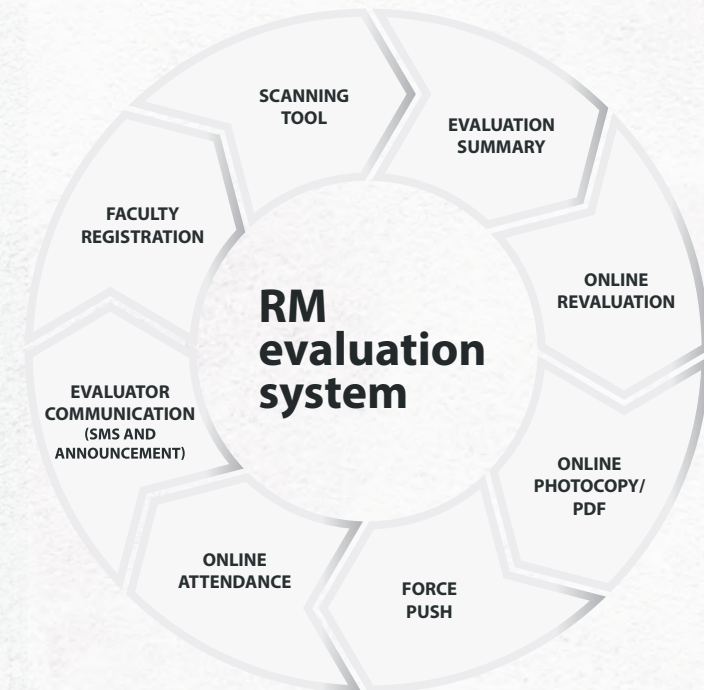 SCANNING
TOOL
EVALUATION
SUMMARY
FACULTY
REGISTRATION
ONLINE
REVALUATION
RM
evaluation
system
EVALUATOR
COMMUNICATION
(SMS AND
ANNOUNCEMENT)
ONLINE
PHOTOCOPY/
PDF
ONLINE
ATTENDANCE
FORCE
PUSH